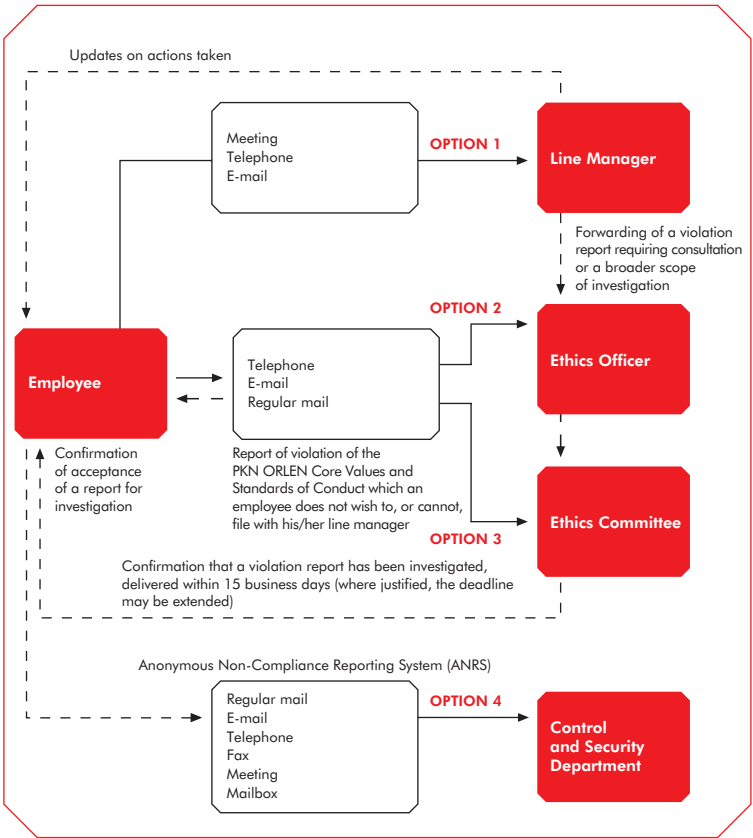 Updates on actions taken
Meeting
Telephone
E-mail
OPTION 1
Line Manager
Forwarding of a violation
report requiring consultation
or a broader scope
of investigation
OPTION 2
Employee
Telephone
E-mail
Regular mail
Ethics Officer
Confirmation
of acceptance
of a report for
investigation
Report of violation of the
PKN ORLEN Core Values and
Standards of Conduct which an
employee does not wish to, or cannot,
file with his/her line manager
OPTION 3
Ethics Committee
Confirmation that a violation report has been investigated,
delivered within 15 business days (where justified, the deadline
may be extended)
Anonymous Non-Compliance Reporting System (ANRS)
Regular mail
E-mail
Telephone
Fax
Meeting
Mailbox
OPTION 4
Control
and Security
Department